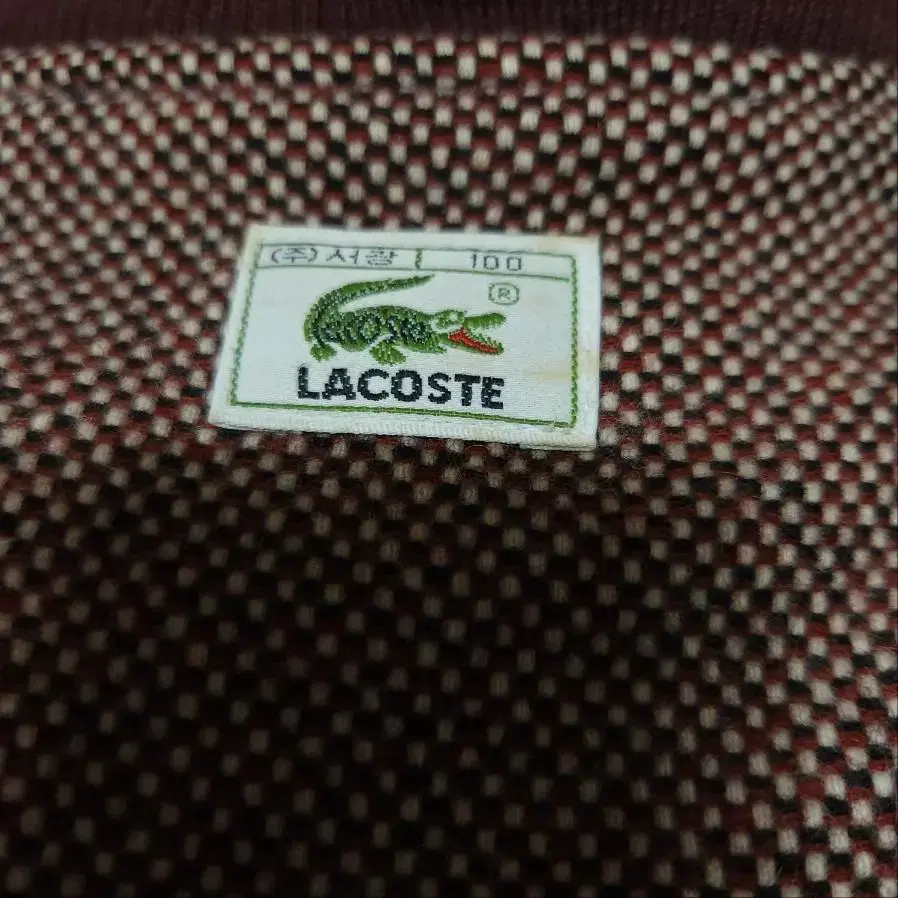 (주)서광 100
®
Lacoste
LACOSTE